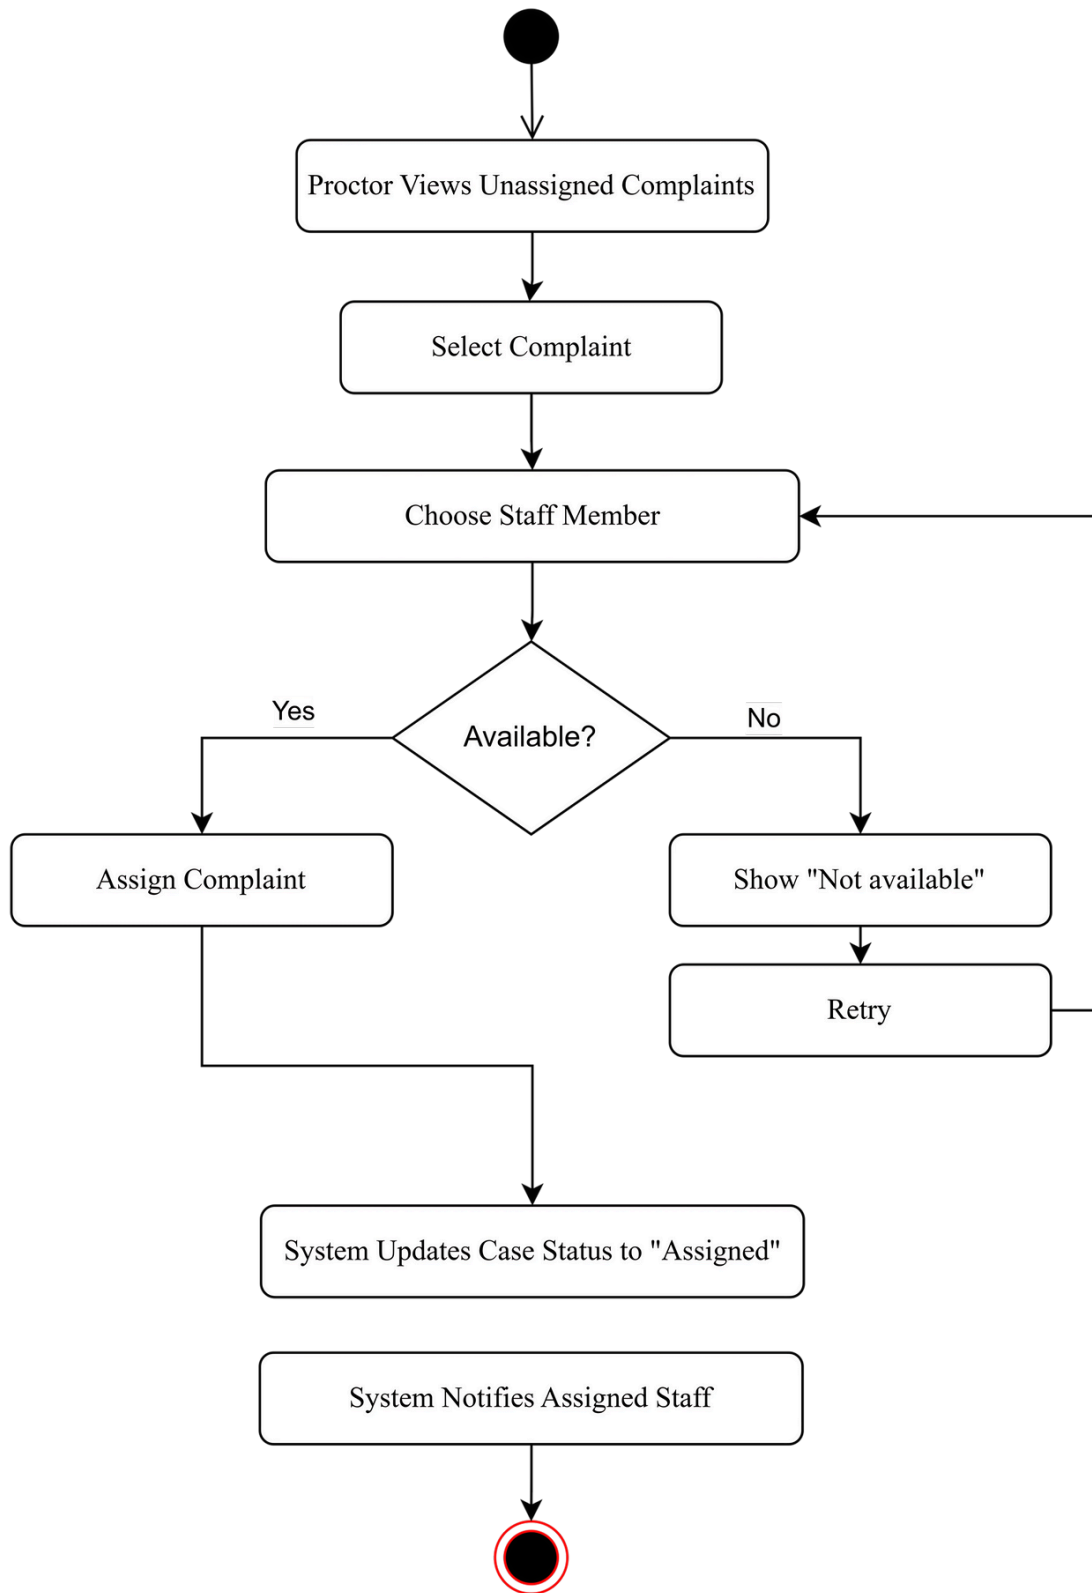 Proctor Views Unassigned Complaints
Select Complaint
Choose Staff Member
Available?
Yes
No
Assign Complaint
Show "Not available"
Retry
System Updates Case Status to "Assigned"
System Notifies Assigned Staff